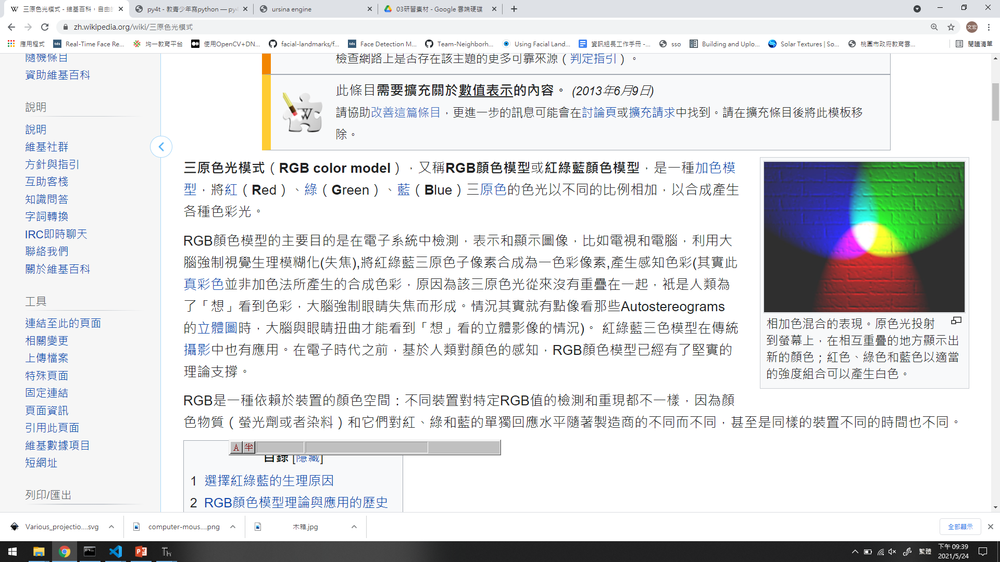 三原色光模式 - 維基百科，自由的
py4t - 教青少年寫python — py4
ursina engine
03研習素材 - Google 雲端硬碟
zh.wikipedia.org/wiki/三原色光模式
文宏
應用程式
Real-Time Face Re...
均一教育平台
使用OpenCV+DN...
facial-landmarks/f...
Face Detection M...
Team-Neighborh...
Using Facial Land...
資訊組長工作手冊 -...
sso
Building and Uplo...
Solar Textures | So...
桃園市政府教育雲...
閱讀清單
隨機條目
資助維基百科
說明
說明
維基社群
方針與指引
互助客棧
知識問答
字詞轉換
IRC即時聊天
聯絡我們
關於維基百科
工具
連結至此的頁面
相關變更
上傳檔案
特殊頁面
固定連結
頁面資訊
引用此頁面
維基數據項目
短網址
列印/匯出
檢查網路上是否存在該主題的更多可靠來源（判定指引）。
此條目需要擴充關於數值表示的內容。 (2013年6月9日)
請協助改善這篇條目，更進一步的訊息可能會在討論頁或擴充請求中找到。請在擴充條目後將此模板移
除。
三原色光模式（RGB color model），又稱RGB顏色模型或紅綠藍顏色模型，是一種加色模
型，將紅（Red）、綠（Green）、藍（Blue）三原色的色光以不同的比例相加，以合成產生
各種色彩光。
RGB顏色模型的主要目的是在電子系統中檢測，表示和顯示圖像，比如電視和電腦，利用大
腦強制視覺生理模糊化(失焦),將紅綠藍三原色子像素合成為一色彩像素,產生感知色彩(其實此
真彩色並非加色法所產生的合成色彩，原因為該三原色光從來沒有重疊在一起，衹是人類為
了「想」看到色彩，大腦強制眼睛失焦而形成。情況其實就有點像看那些Autostereograms
的立體圖時，大腦與眼睛扭曲才能看到「想」看的立體影像的情況)。 紅綠藍三色模型在傳統
攝影中也有應用。在電子時代之前，基於人類對顏色的感知，RGB顏色模型已經有了堅實的
理論支撐。
RGB是一種依賴於裝置的顏色空間：不同裝置對特定RGB值的檢測和重現都不一樣，因為顏
色物質（螢光劑或者染料）和它們對紅、綠和藍的單獨回應水平隨著製造商的不同而不同，甚至是同樣的裝置不同的時間也不同。
相加色混合的表現。原色光投射
到螢幕上，在相互重疊的地方顯示出
新的顏色；紅色、綠色和藍色以適當
的強度組合可以產生白色。
A 半
目錄 [隱藏]
1 選擇紅綠藍的生理原因
2 RGB顏色模型理論與應用的歷史
Various_projectio....svg
computer-mous....png
木箱.jpg
全部顯示
繁體
下午 09:39
2021/5/24